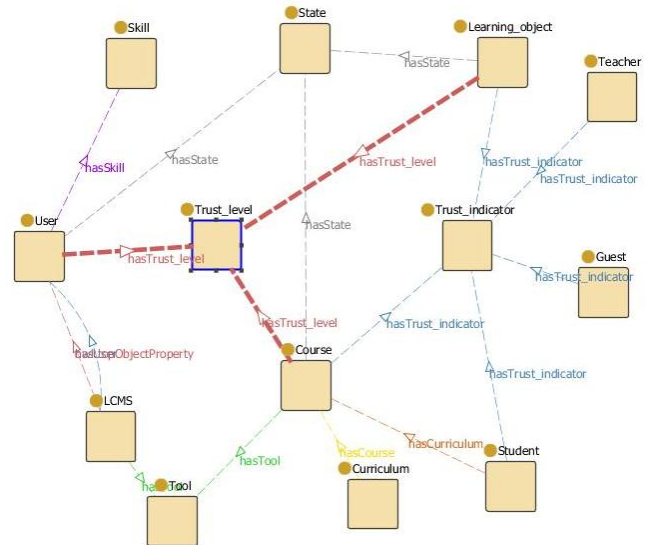 Skill
State
Learning_object
Teacher
hasState
hasState
hasTrust_level
hasTrust_indicator
hasTrust_indicator
hasSkill
User
Trust_level
Trust_indicator
hasState
hasTrust_level
Guest
hasTrust_indicator
hasTrust_level
hasTrust_indicator
Course
ObjectProperty
hasTrust_indicator
LCMS
hasCurriculum
Student
hasTool
hasCourse
Curriculum
Tool